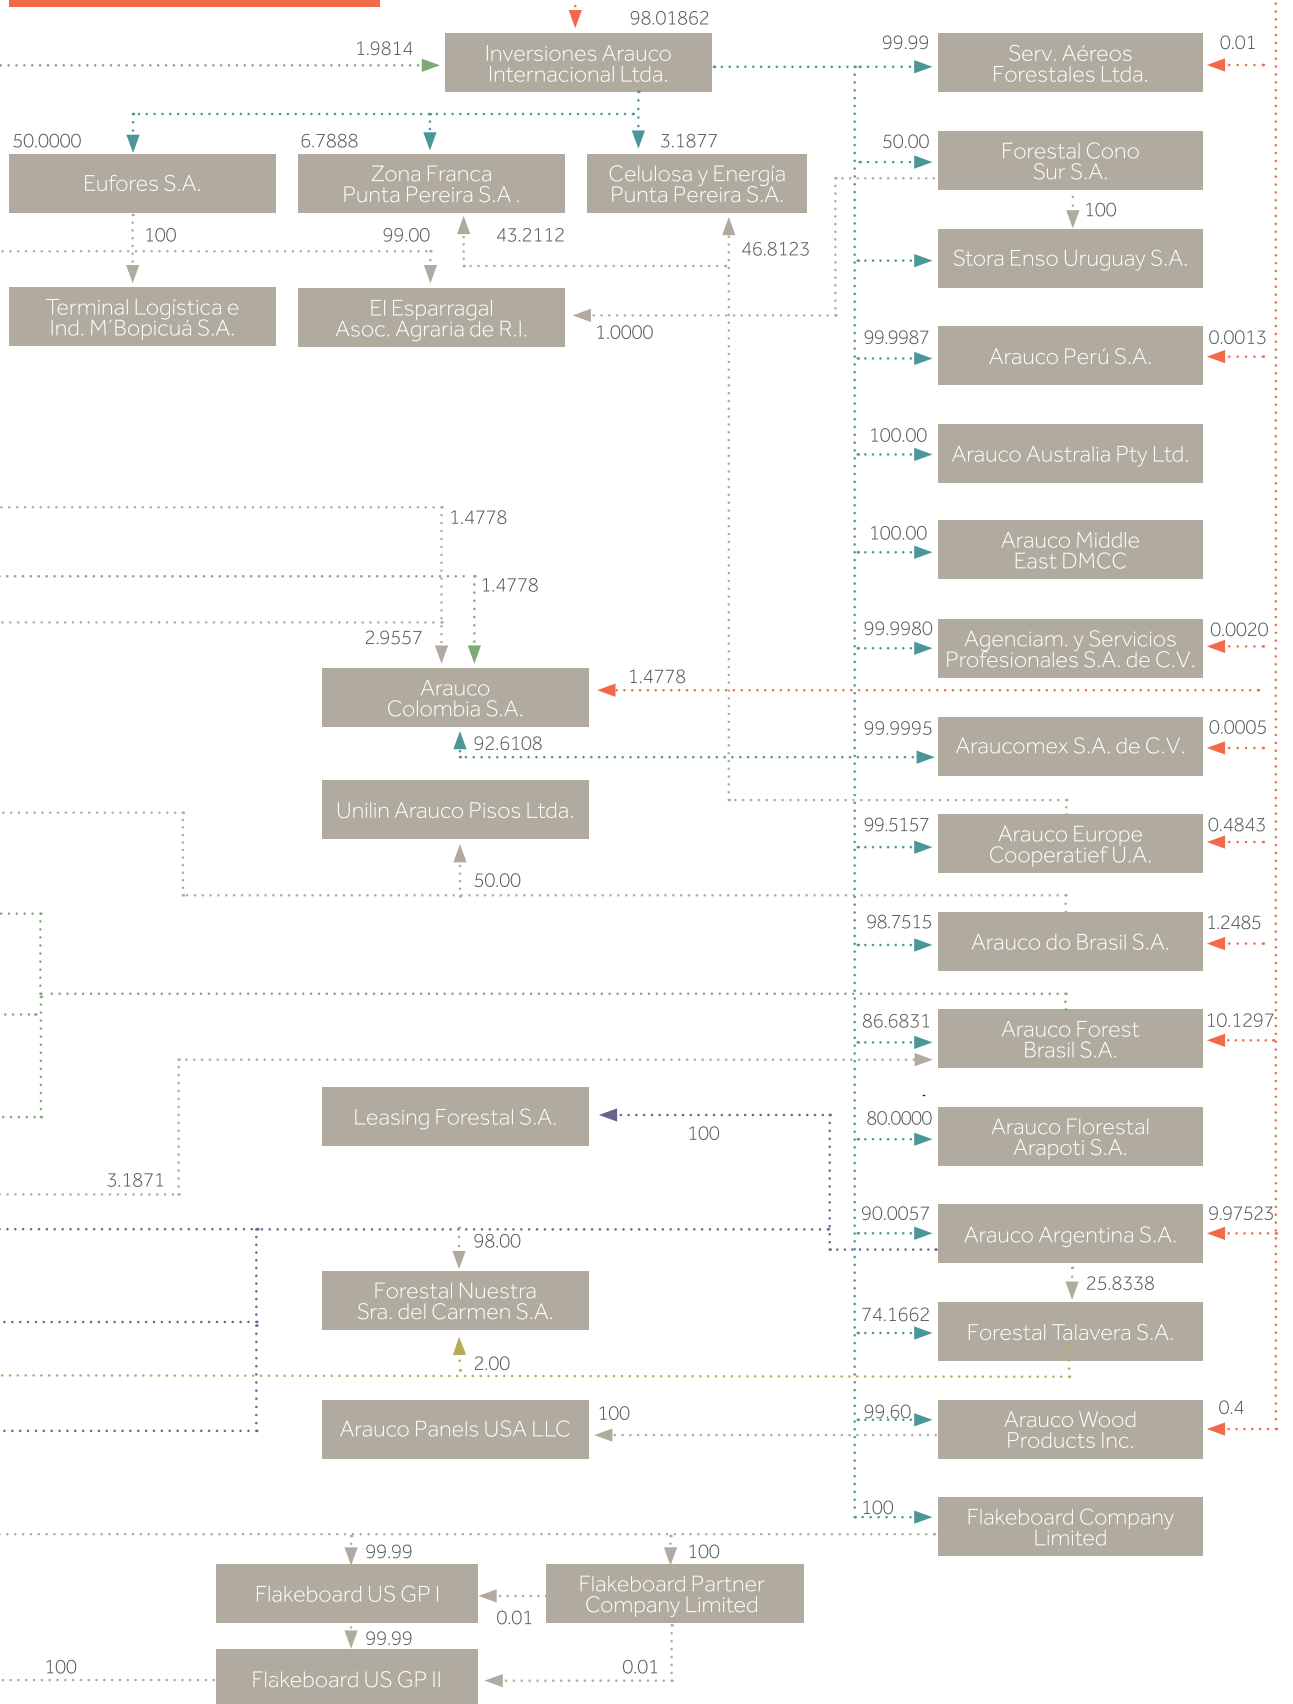 98.01862
1.9814
Inversiones Arauco
Internacional Ltda.
99.99
Serv. Aéreos
Forestales Ltda.
0.01
50.0000
Eufores S.A.
6.7888
Zona Franca
Punta Pereira S.A .
3.1877
Celulosa y Energía
Punta Pereira S.A.
50.00
Forestal Cono
Sur S.A.
100
99.00
43.2112
46.8123
100
Stora Enso Uruguay S.A.
Terminal Logística e
Ind. M´Bopicuá S.A.
El Esparragal
Asoc. Agraria de R.I.
1.0000
99.9987
Arauco Perú S.A.
0.0013
100.00
Arauco Australia Pty Ltd.
1.4778
100.00
Arauco Middle
East DMCC
1.4778
2.9557
99.9980
Agenciam. y Servicios
Profesionales S.A. de C.V.
0.0020
Arauco
Colombia S.A.
1.4778
92.6108
99.9995
Araucomex S.A. de C.V.
0.0005
Unilin Arauco Pisos Ltda.
99.5157
Arauco Europe
Cooperatief U.A.
0.4843
50.00
98.7515
Arauco do Brasil S.A.
1.2485
86.6831
Arauco Forest
Brasil S.A.
10.1297
-
Leasing Forestal S.A.
100
80.0000
Arauco Florestal
Arapoti S.A.
3.1871
98.00
90.0057
Arauco Argentina S.A.
9.97523
Forestal Nuestra
Sra. del Carmen S.A.
25.8338
74.1662
Forestal Talavera S.A.
2.00
Arauco Panels USA LLC
100
99.60
Arauco Wood
Products Inc.
0.4
100
Flakeboard Company
Limited
99.99
100
Flakeboard US GP I
0.01
Flakeboard Partner
Company Limited
99.99
100
Flakeboard US GP II
0.01